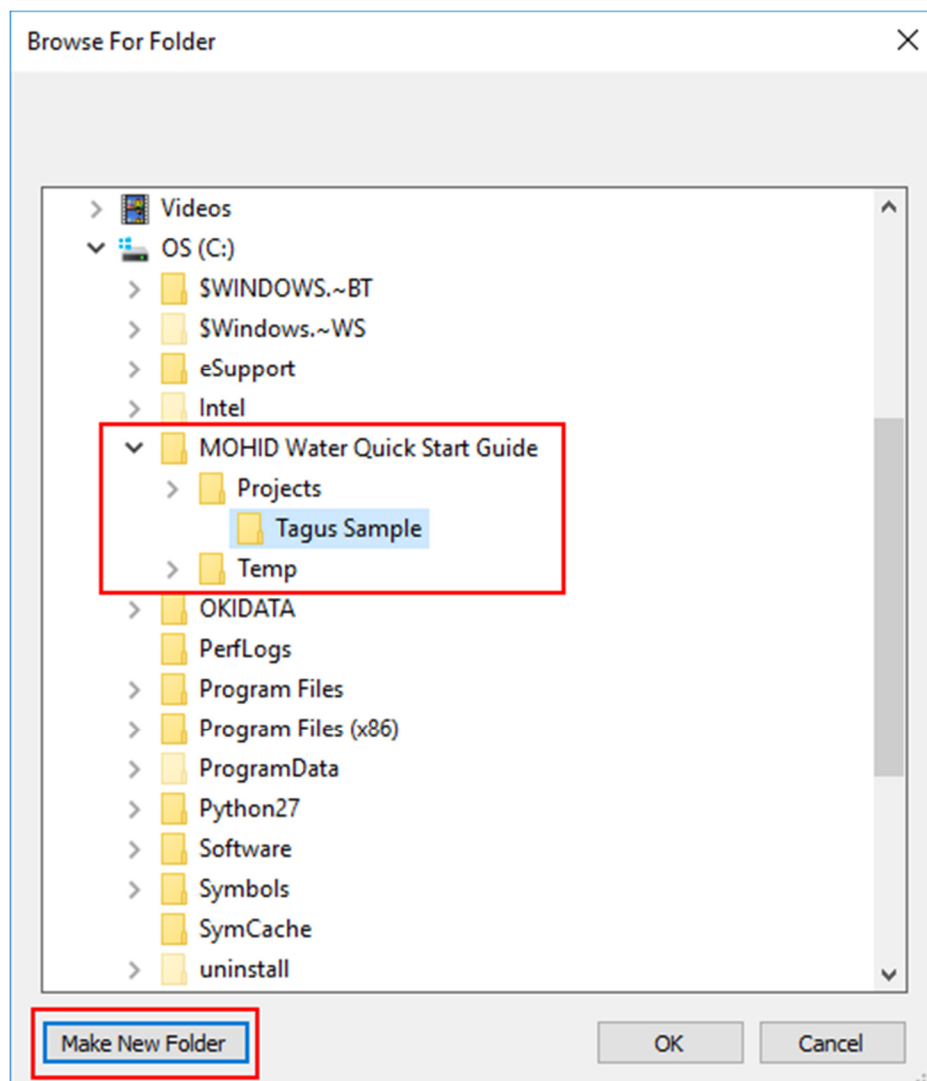 Browse For Folder
Videos
OS (C:)
$WINDOWS.~BT
$Windows.~WS
eSupport
Intel
MOHID Water Quick Start Guide
Projects
Tagus Sample
Temp
OKIDATA
PerfLogs
Program Files
Program Files (x86)
ProgramData
Python27
Software
Symbols
SymCache
uninstall
Make New Folder OK Cancel